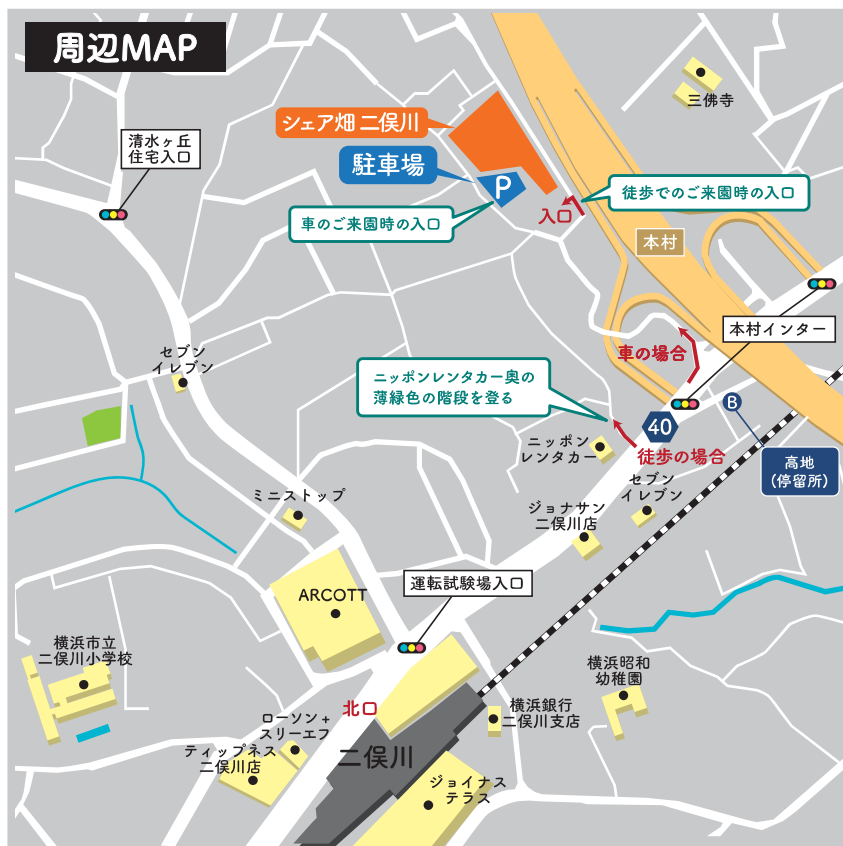 周辺MAP
三佛寺
シェア畑 二俣川
清水ヶ丘
住宅入口
駐車場
P
徒歩でのご来園時の入口
入口
車のご来園時の入口
本村
本村インター
車の場合
セブン
イレブン
ニッポンレンタカー奥の
薄緑色の階段を登る
B
40
ニッポン
レンタカー
徒歩の場合
高地
(停留所)
セブン
イレブン
ミニストップ
ジョナサン
二俣川店
運転試験場入口
ARCOTT
横浜市立
二俣川小学校
横浜昭和
幼稚園
北口
横浜銀行
二俣川支店
ローソン+
スリーエフ
ティップネス
二俣川店
二俣川
ジョイナス
テラス